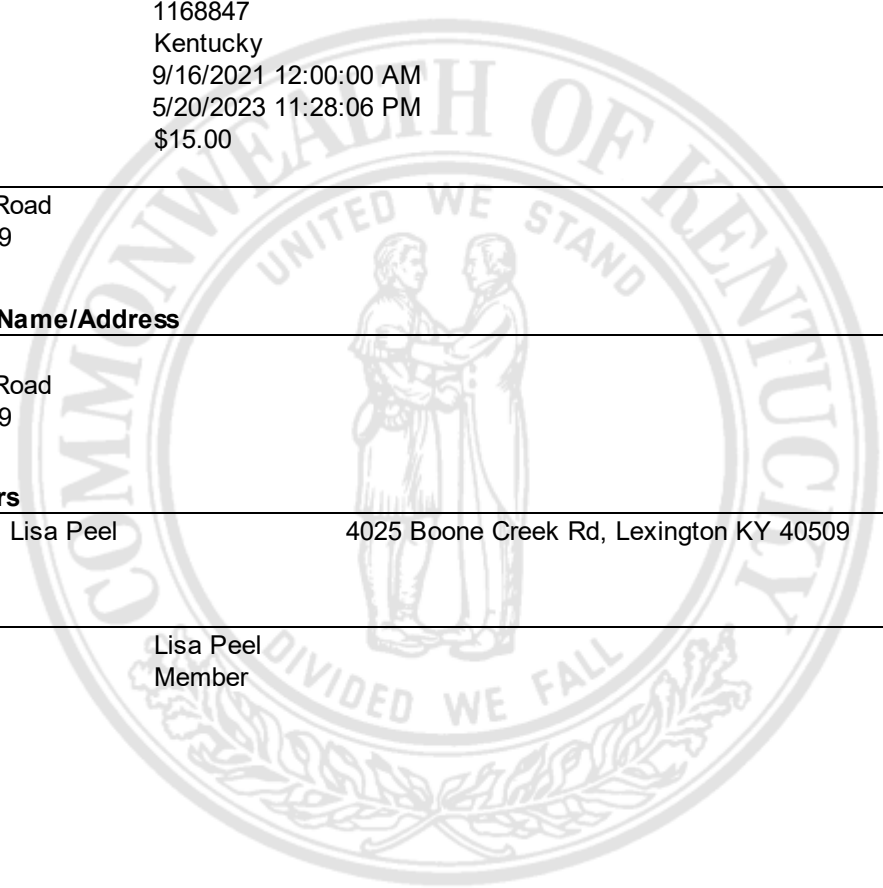 1168847
Kentucky
9/16/2021 12:00:00 AM
5/20/2023 11:28:06 PM
$15.00
Road
9
Name/Address
Road
9
rs
Lisa Peel 4025 Boone Creek Rd, Lexington KY 40509
Lisa Peel
Member
COMMONWEALTH OF KENTUCKY
UNITED WE STAND
DIVIDED WE FALL